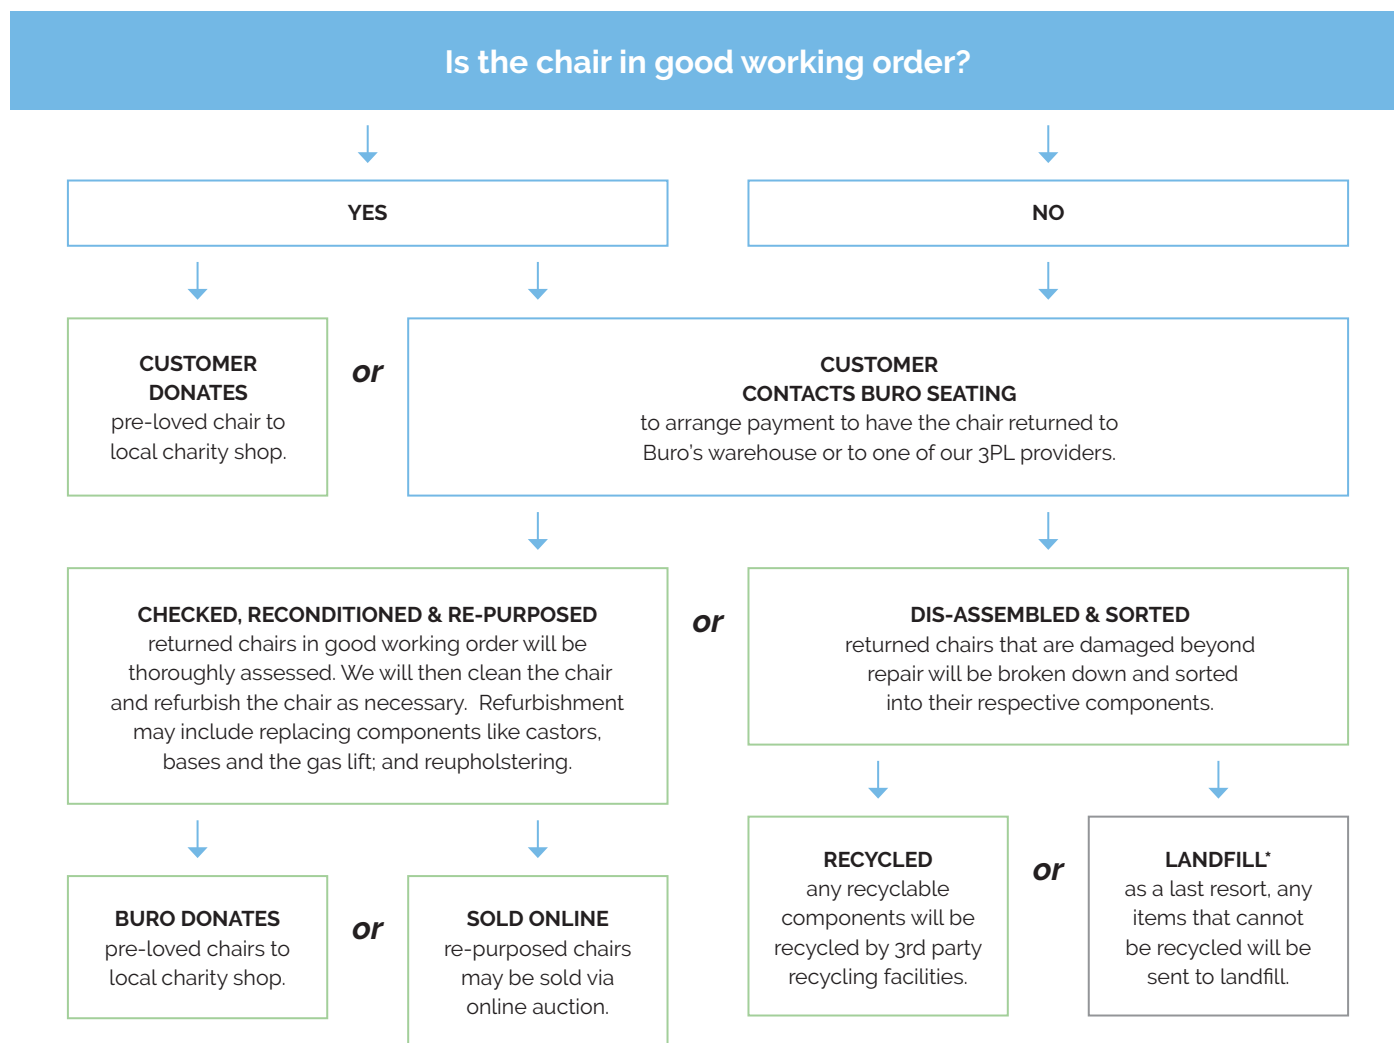 Is the chair in good working order?
YES
NO
CUSTOMER
DONATES
pre-loved chair to
local charity shop.
or
CUSTOMER
CONTACTS BURO SEATING
to arrange payment to have the chair returned to
Buro's warehouse or to one of our 3PL providers.
CHECKED, RECONDITIONED & RE-PURPOSED
returned chairs in good working order will be
thoroughly assessed. We will then clean the chair
and refurbish the chair as necessary.  Refurbishment
may include replacing components like castors,
bases and the gas lift; and reupholstering.
or
DIS-ASSEMBLED & SORTED
returned chairs that are damaged beyond
repair will be broken down and sorted
into their respective components.
BURO DONATES
pre-loved chairs to
local charity shop.
or
SOLD ONLINE
re-purposed chairs
may be sold via
online auction.
RECYCLED
any recyclable
components will be
recycled by 3rd party
recycling facilities.
or
LANDFILL*
as a last resort, any
items that cannot
be recycled will be
sent to landfill.